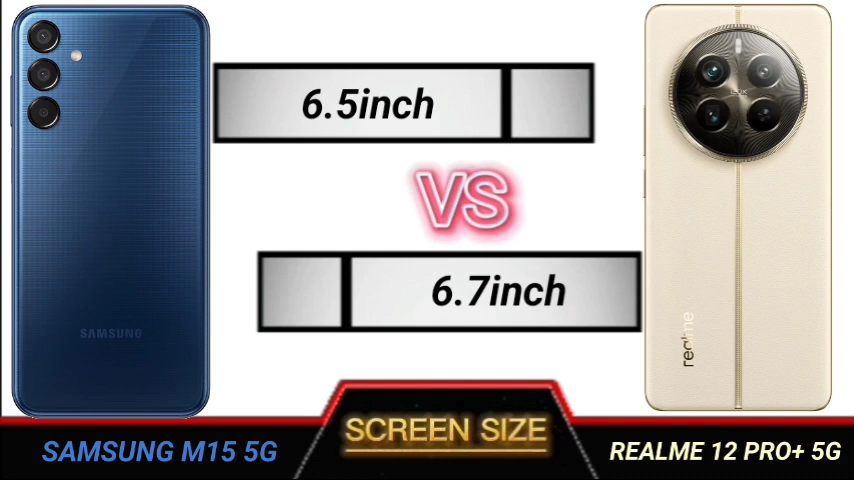 6.5inch
VS
6.7inch
SAMSUNG
realme
SCREEN SIZE
SAMSUNG M15 5G
REALME 12 PRO+ 5G